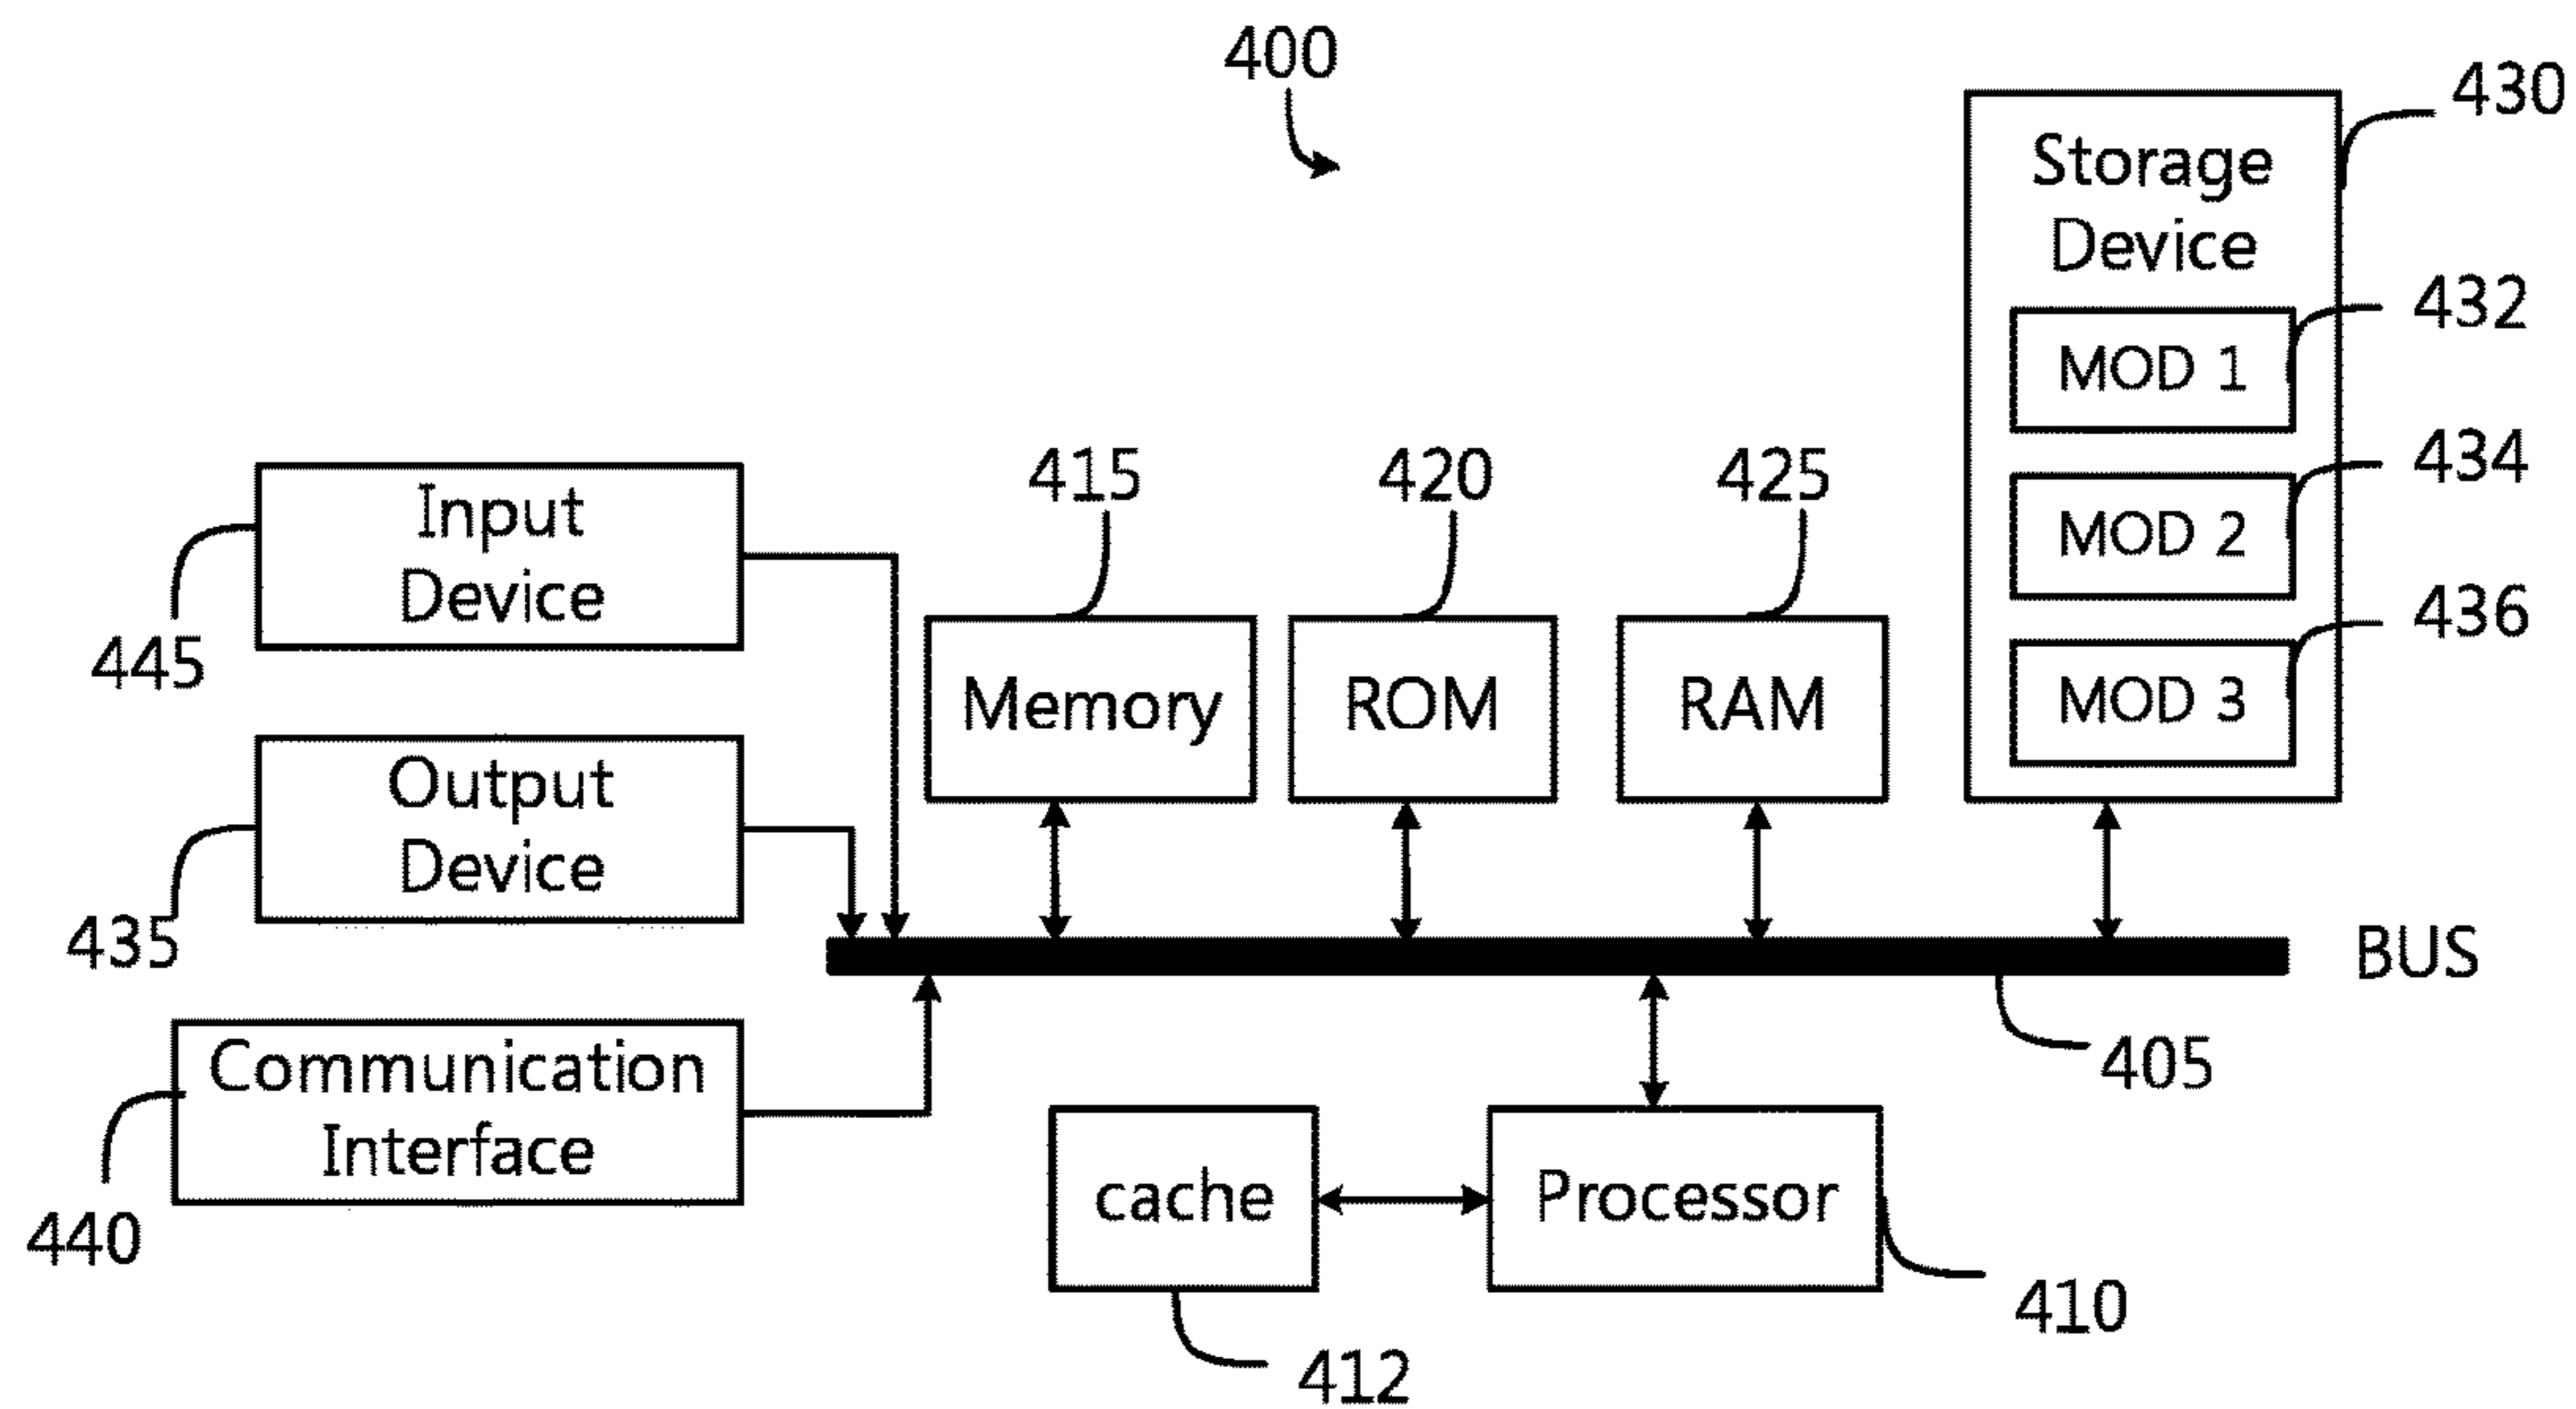 400
430
Storage
Device
432
MOD 1
434
MOD 2
436
MOD 3
415
420
425
Input
Device
445
Memory
ROM
RAM
Output
Device
435
BUS
405
Communication
Interface
440
cache
Processor
410
412